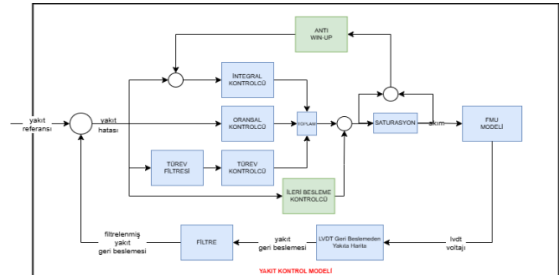 ANTI
WIN-UP
İNTEGRAL
KONTROLCÜ
yakıt
referansı
yakıt
hatası
ORANSAL
KONTROLCÜ
TOPLAM
SATURASYON
akım
FMU
MODELİ
TÜREV
FİLTRESİ
TÜREV
KONTROLCÜ
İLERİ BESLEME
KONTROLCÜ
filtrelenmiş
yakıt
geri beslemesi
FİLTRE
yakıt
geri beslemesi
LVDT Geri Beslemeden
Yakıta Harita
lvdt
voltajı
YAKIT KONTROL MODELİ